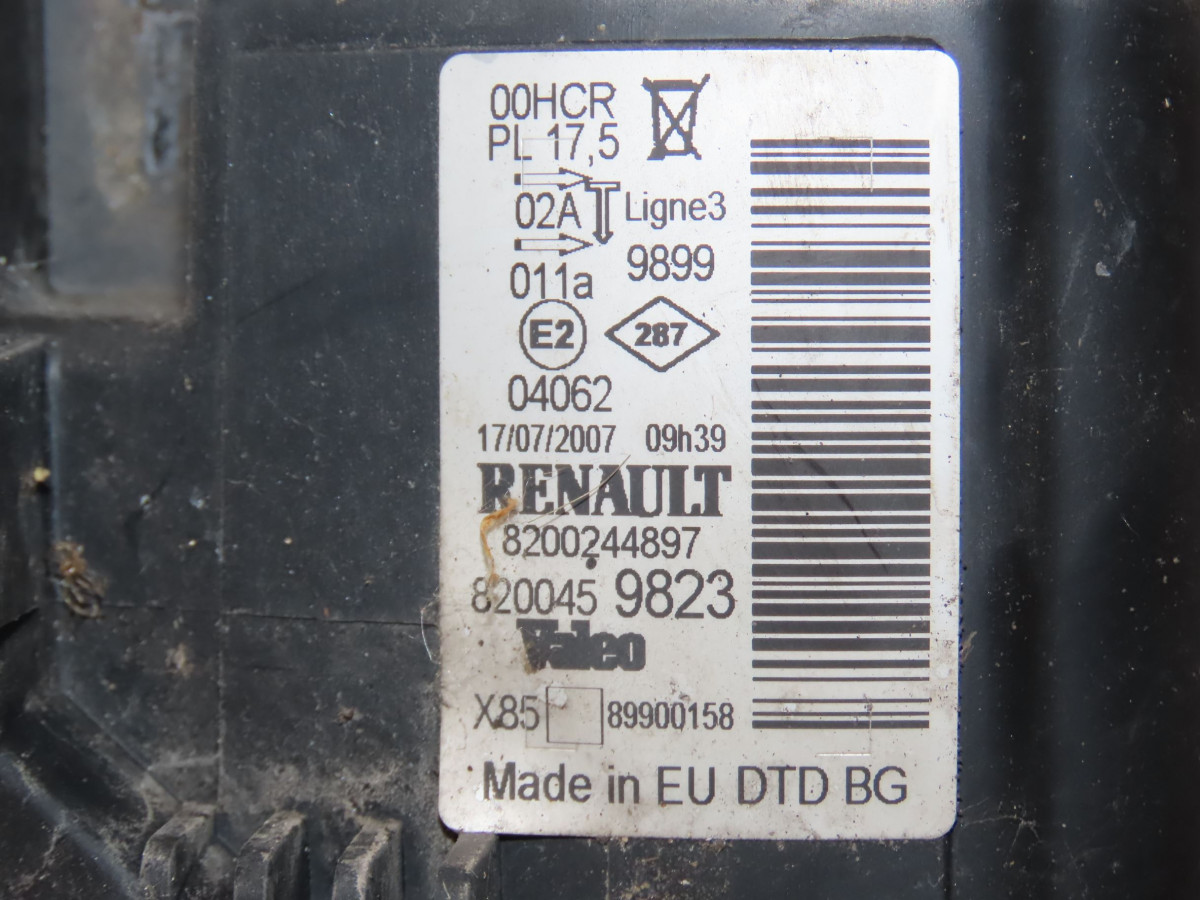 00HCR
PL 17,5
02A Ligne3
9899
011a
E2 287
04062
17/07/2007 09h39
RENAULT
8200244897
820045 9823
Valeo
X85 89900158
Made in EU DTD BG